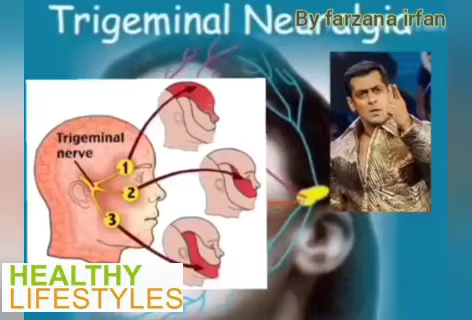 Trigeminal Neuralgia
By farzana irfan
Trigeminal
nerve
1
2
3
HEALTHY
LIFESTYLES